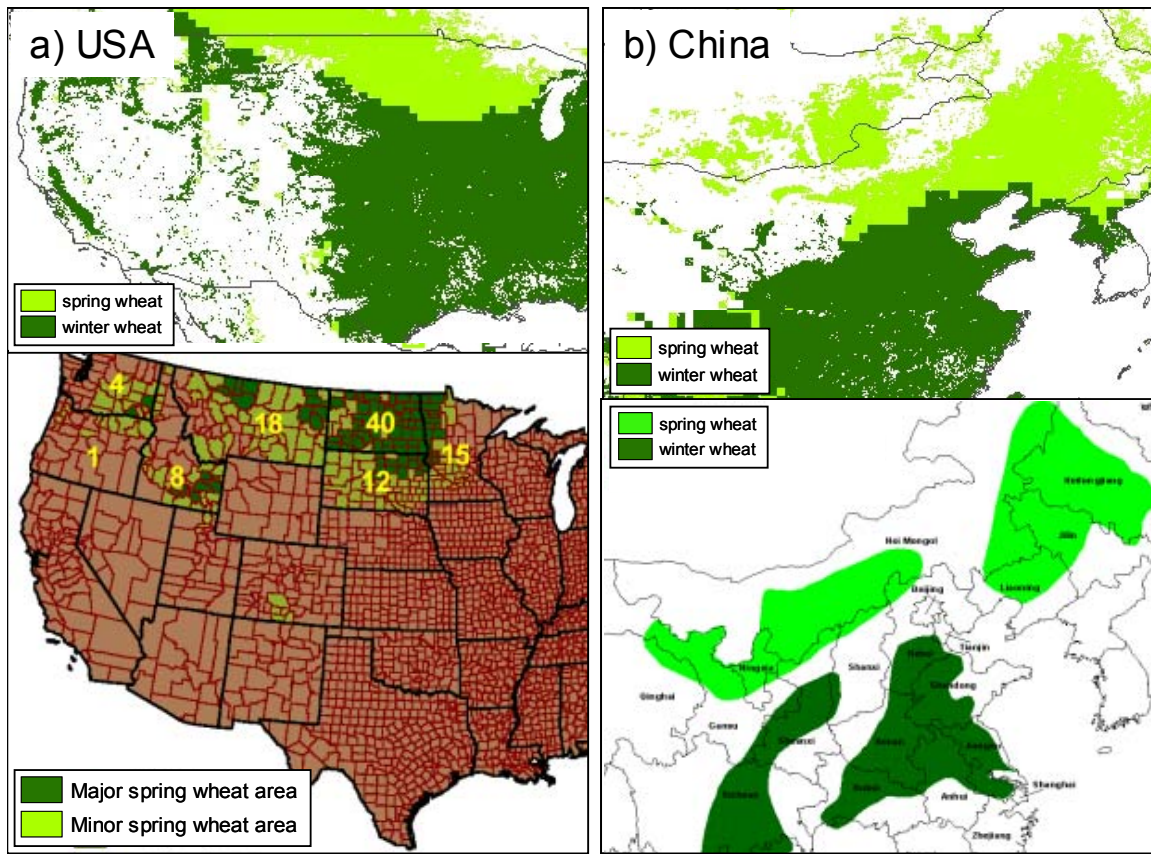 a) USA
spring wheat
winter wheat
b) China
spring wheat
winter wheat
4
18
40
15
1
8
12
Major spring wheat area
Minor spring wheat area
spring wheat
winter wheat
Heilongjiang
Jilin
Nei Mongol
Liaoning
Beijing
Tianjin
Hebei
Ningxia
Shanxi
Shandong
Qinghai
Gansu
Shaanxi
Henan
Jiangsu
Sichuan
Hubei
Anhui
Shanghai
Zhejiang